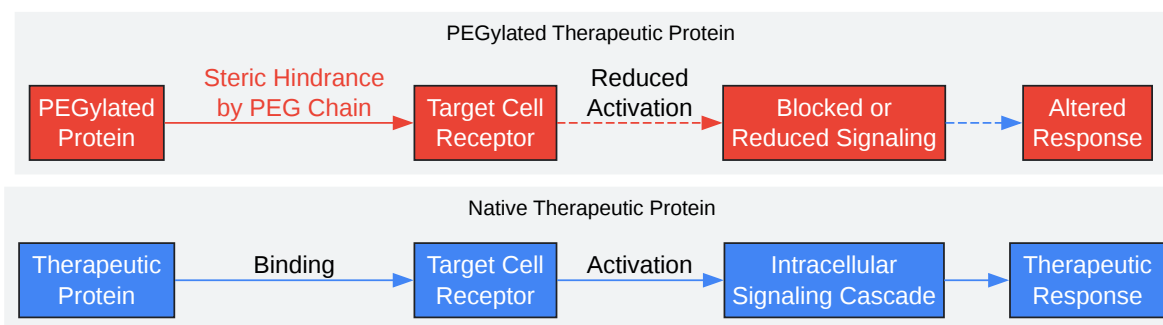 PEGylated Therapeutic Protein
PEGylated
Protein
Steric Hindrance
by PEG Chain
Target Cell
Receptor
Reduced
Activation
Blocked or
Reduced Signaling
Altered
Response
Native Therapeutic Protein
Therapeutic
Protein
Binding
Target Cell
Receptor
Activation
Intracellular
Signaling Cascade
Therapeutic
Response